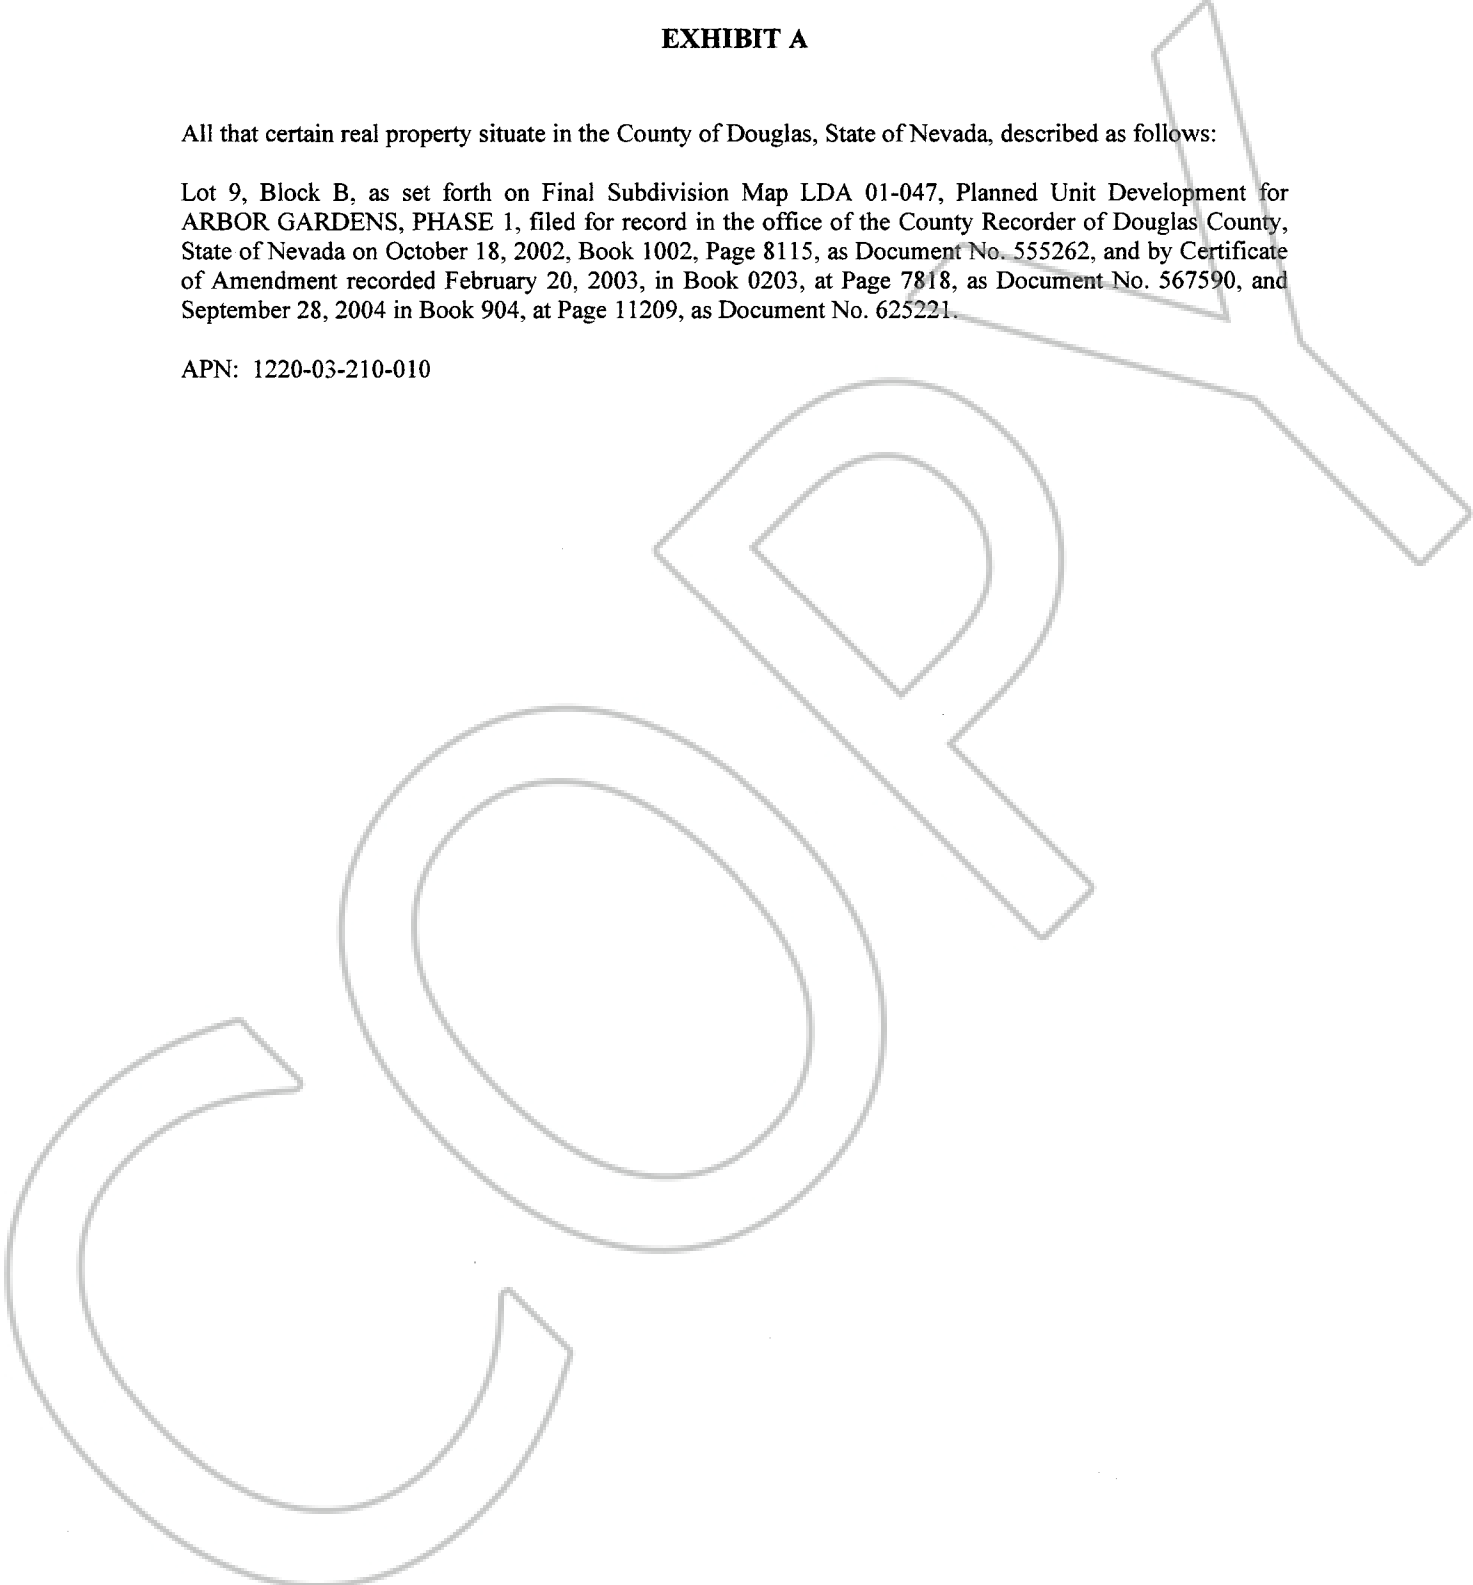 EXHIBIT A
All that certain real property situate in the County of Douglas, State of Nevada, described as follows:
Lot 9, Block B, as set forth on Final Subdivision Map LDA 01-047, Planned Unit Development for
ARBOR GARDENS, PHASE 1, filed for record in the office of the County Recorder of Douglas County,
State of Nevada on October 18, 2002, Book 1002, Page 8115, as Document No. 555262, and by Certificate
of Amendment recorded February 20, 2003, in Book 0203, at Page 7818, as Document No. 567590, and
September 28, 2004 in Book 904, at Page 11209, as Document No. 625221.
APN: 1220-03-210-010
COPY